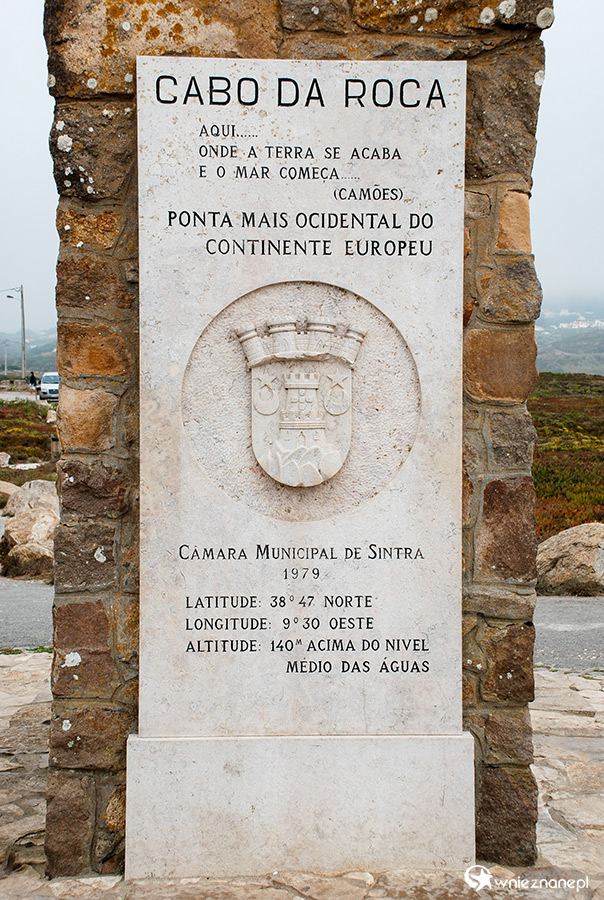 CABO DA ROCA
AQUI......
ONDE A TERRA SE ACABA
E O MAR COMEÇA......
(CAMÕES)
PONTA MAIS OCIDENTAL DO
CONTINENTE EUROPEU
CÂMARA MUNICIPAL DE SINTRA
1979
LATITUDE: 38° 47 NORTE
LONGITUDE: 9° 30 OESTE
ALTITUDE: 140M ACIMA DO NIVEL
MÉDIO DAS ÁGUAS
wnieznane.pl